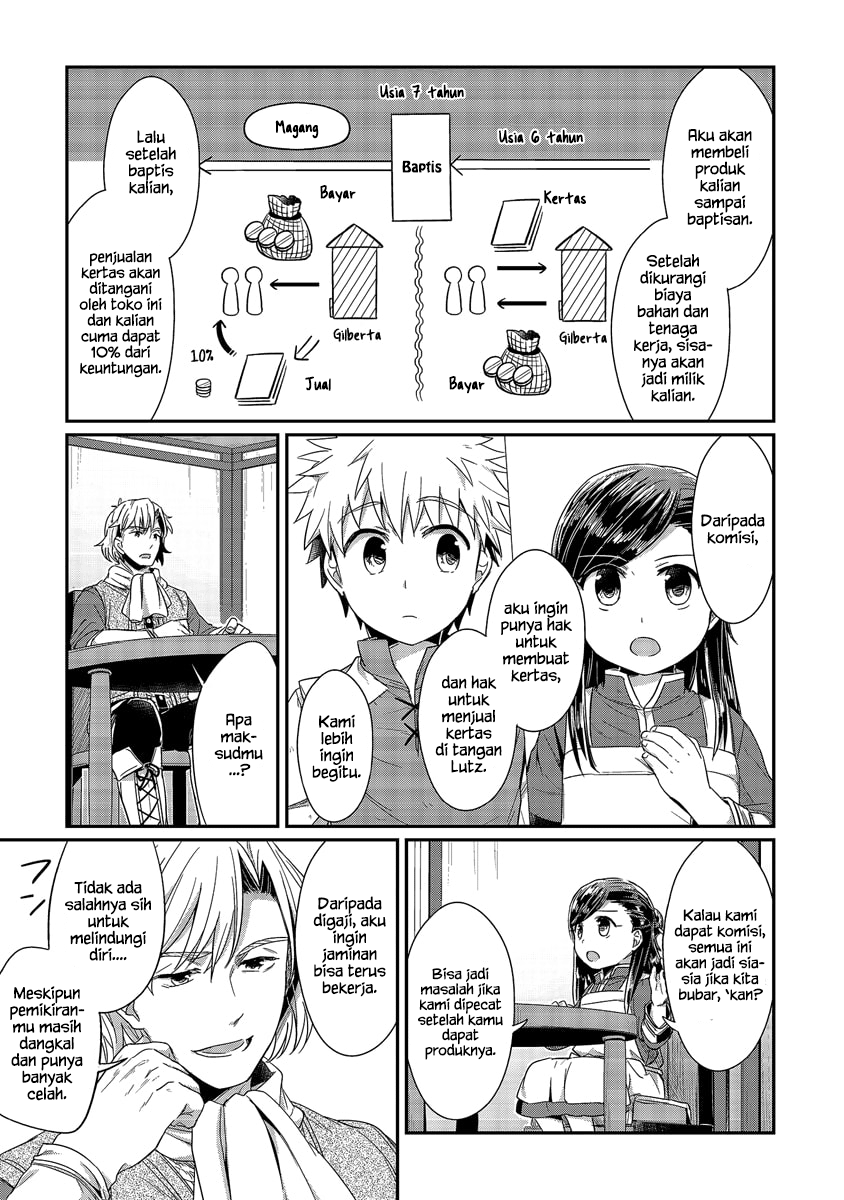 Aku akan
membeli
produk
kalian
sampai
baptisan.
Setelah
dikurangi
biaya
bahan dan
tenaga
kerja, sisa-
nya akan
jadi milik
kalian.
Usia 7 tahun
Usia 6 tahun
Magang
Baptis
Kertas
Gilberta
Bayar
Bayar
Gilberta
Jual
10%
Lalu
setelah
baptis
kalian,
penjualan
kertas akan
ditangani
oleh toko ini
dan kalian
cuma dapat
10% dari
keuntungan.
Daripada
komisi,
aku ingin
punya hak
untuk
membuat
kertas,
dan hak
untuk
menjual
kertas
di tangan
Lutz.
Kami
lebih
ingin
begitu.
Apa
mak-
sudmu
...?
Kalau kami
dapat komisi,
semua ini
akan jadi sia-
sia jika kita
bubar, 'kan?
Bisa jadi
masalah jika
kami dipecat
setelah kamu
dapat
produknya.
Daripada
digaji, aku
ingin
jaminan
bisa terus
bekerja.
Tidak ada
salahnya sih
untuk
melindungi
diri....
Meskipun
pemikiran-
mu masih
dangkal
dan punya
banyak
celah.